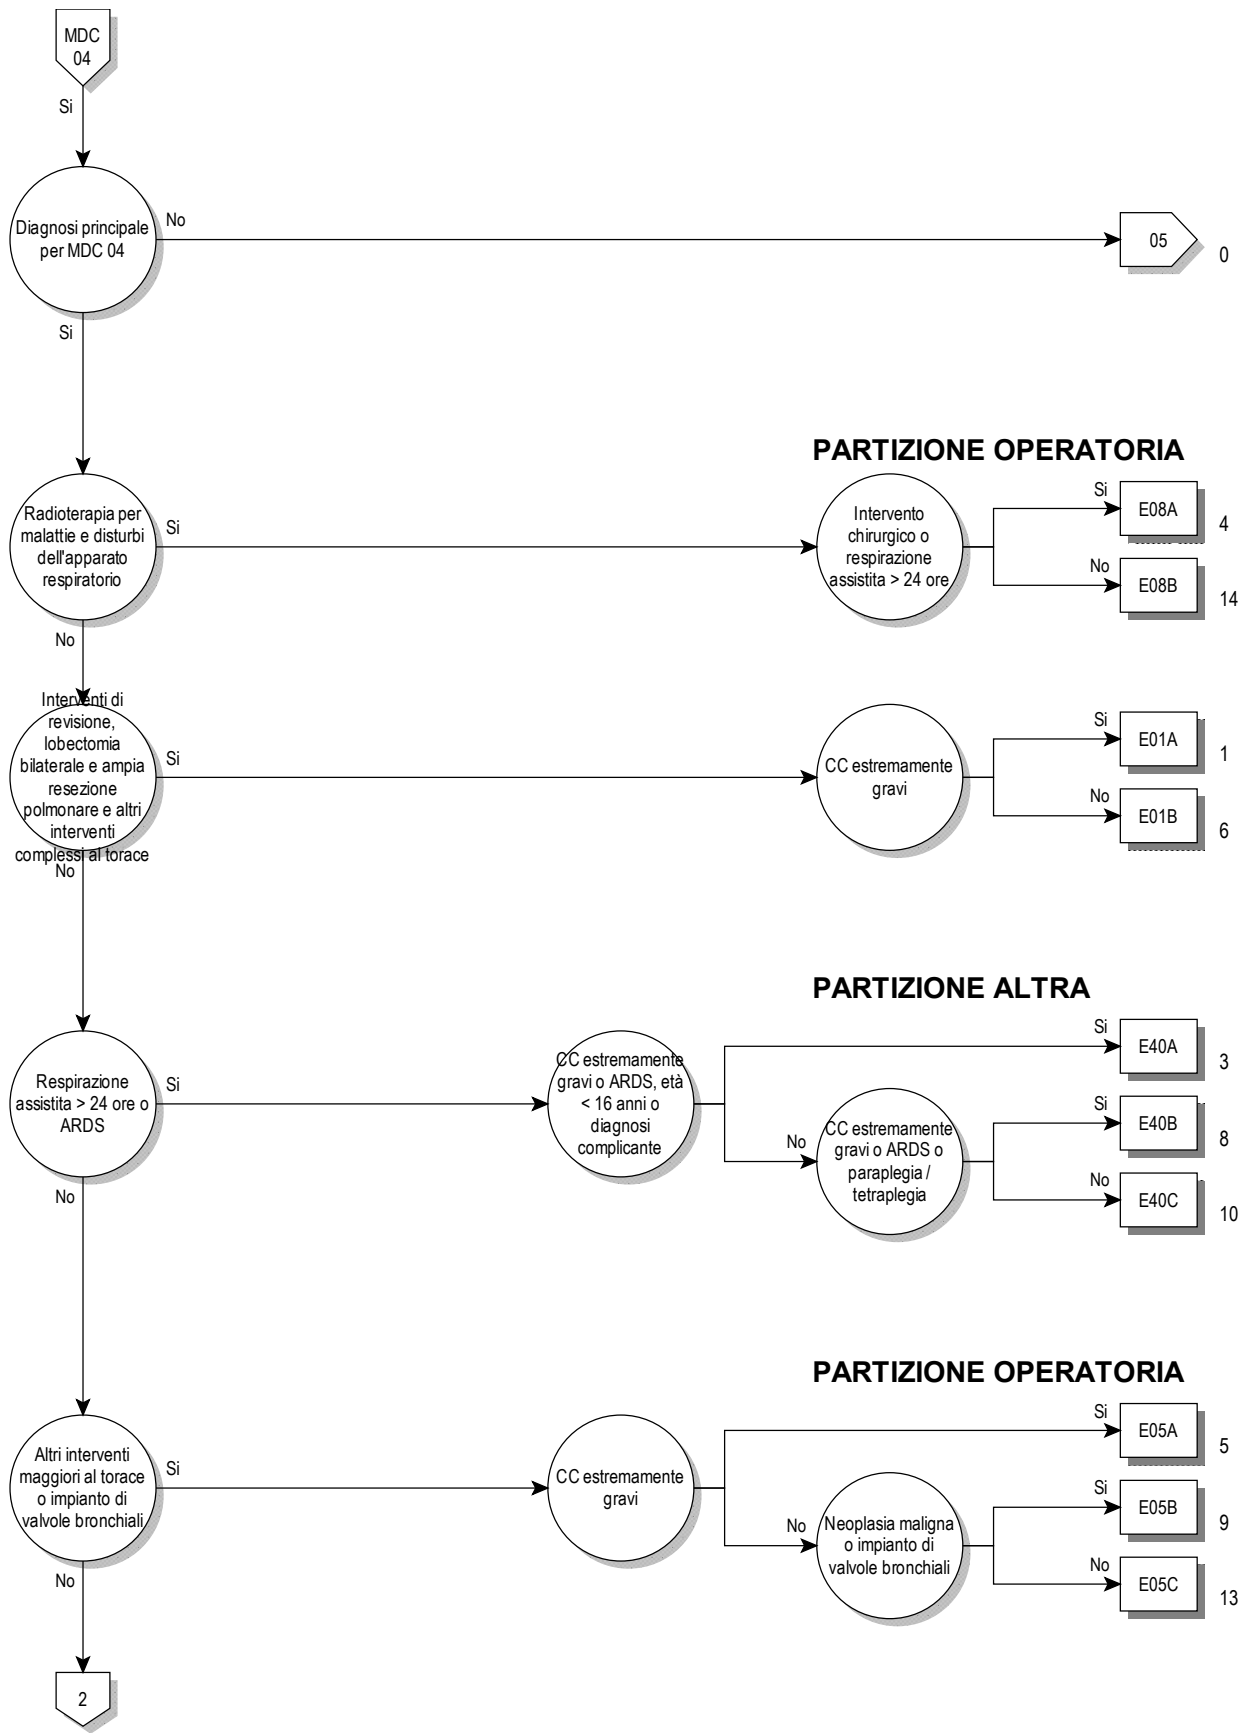 MDC
04
Si
Diagnosi principale
per MDC 04
No
05
0
Si
PARTIZIONE OPERATORIA
Radioterapia per
malattie e disturbi
dell'apparato
respiratorio
Si
Intervento
chirurgico o
respirazione
assistita > 24 ore
Si
E08A
4
No
E08B
14
No
Interventi di
revisione,
lobectomia
bilaterale e ampia
resezione
polmonare e altri
interventi
complessi al torace
Si
CC estremamente
gravi
Si
E01A
1
No
E01B
6
No
PARTIZIONE ALTRA
Respirazione
assistita > 24 ore o
ARDS
Si
CC estremamente
gravi o ARDS, età
< 16 anni o
diagnosi
complicante
Si
E40A
3
No
CC estremamente
gravi o ARDS o
paraplegia /
tetraplegia
Si
E40B
8
No
E40C
10
No
PARTIZIONE OPERATORIA
Altri interventi
maggiori al torace
o impianto di
valvole bronchiali
Si
CC estremamente
gravi
Si
E05A
5
No
Neoplasia maligna
o impianto di
valvole bronchiali
Si
E05B
9
No
E05C
13
No
2